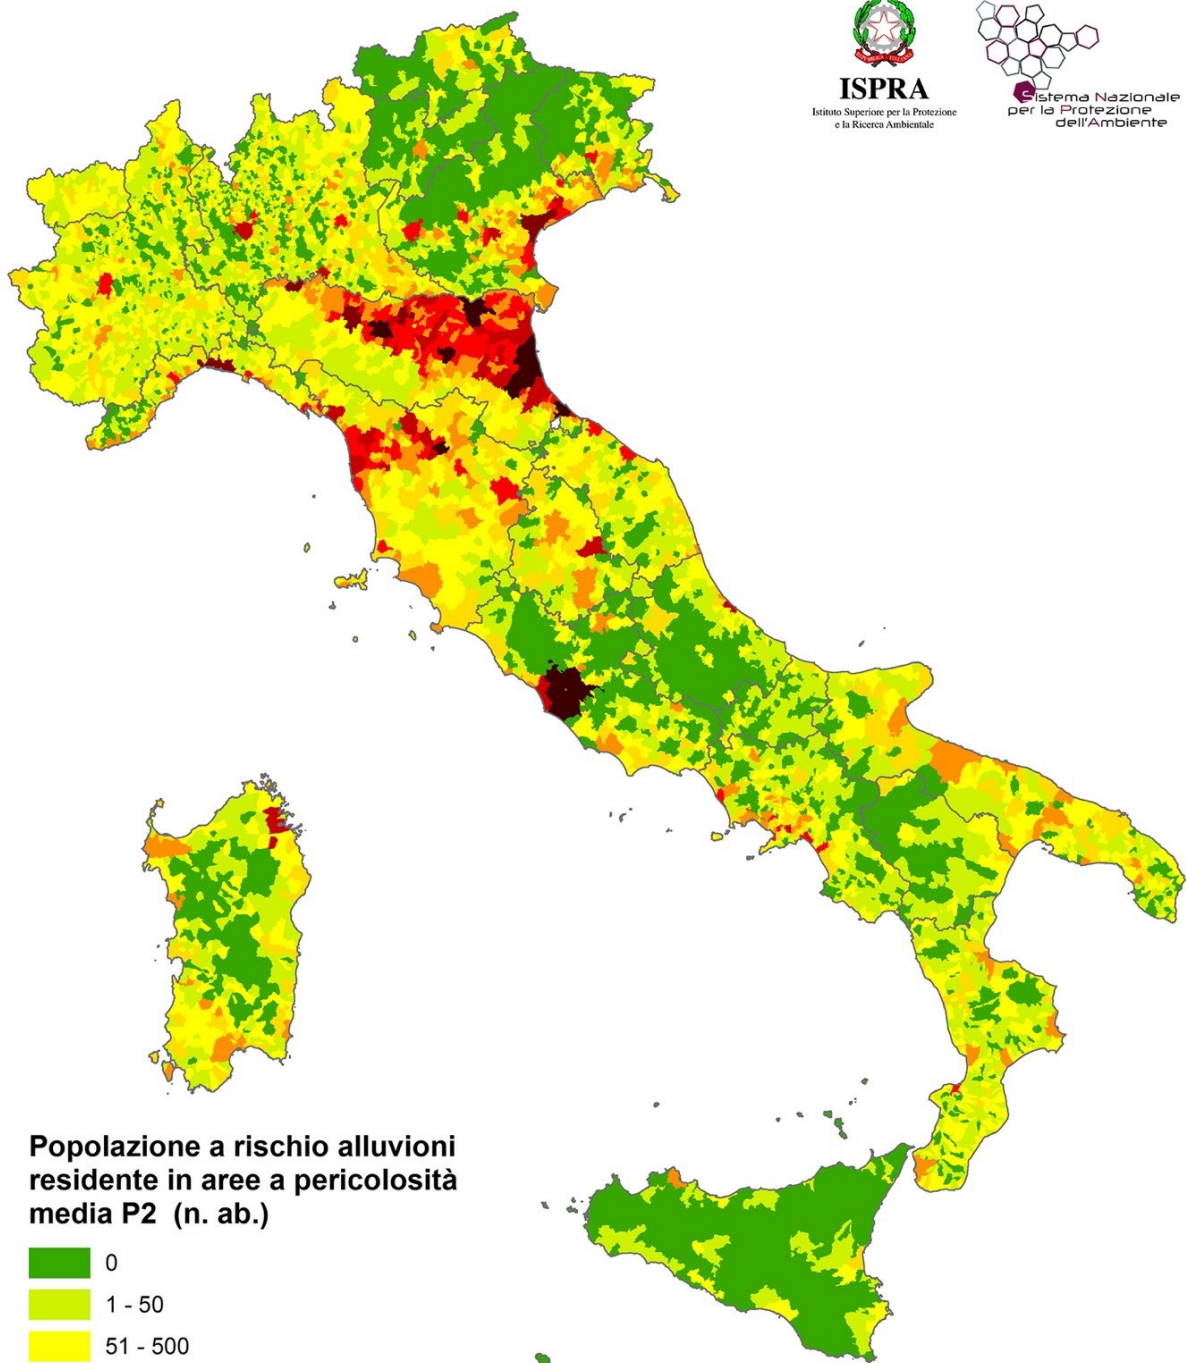 ISPRA
Istituto Superiore per la Protezione
e la Ricerca Ambientale
Sistema Nazionale
per la Protezione
dell'Ambiente
Popolazione a rischio alluvioni
residente in aree a pericolosità
media P2 (n. ab.)
0
1 - 50
51 - 500